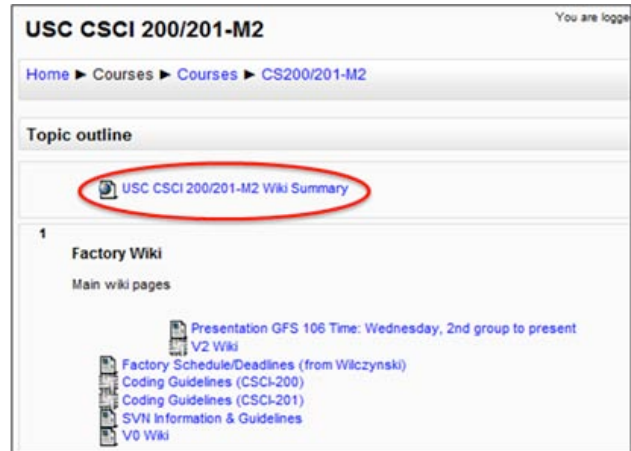 USC CSCI 200/201-M2
You are logge
Home ► Courses ► Courses ► CS200/201-M2
Topic outline
USC CSCI 200/201-M2 Wiki Summary
1
Factory Wiki
Main wiki pages
Presentation GFS 106 Time: Wednesday, 2nd group to present
V2 Wiki
Factory Schedule/Deadlines (from Wilczynski)
Coding Guidelines (CSCI-200)
Coding Guidelines (CSCI-201)
SVN Information & Guidelines
V0 Wiki